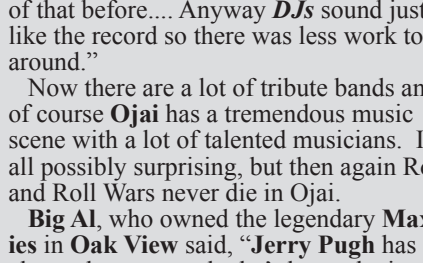 of that before.... Anyway DJs sound just
like the record so there was less work to
around.”
Now there are a lot of tribute bands an
of course Ojai has a tremendous music
scene with a lot of talented musicians. I
all possibly surprising, but then again Ro
and Roll Wars never die in Ojai.
Big Al, who owned the legendary Max
ies in Oak View said, “Jerry Pugh has